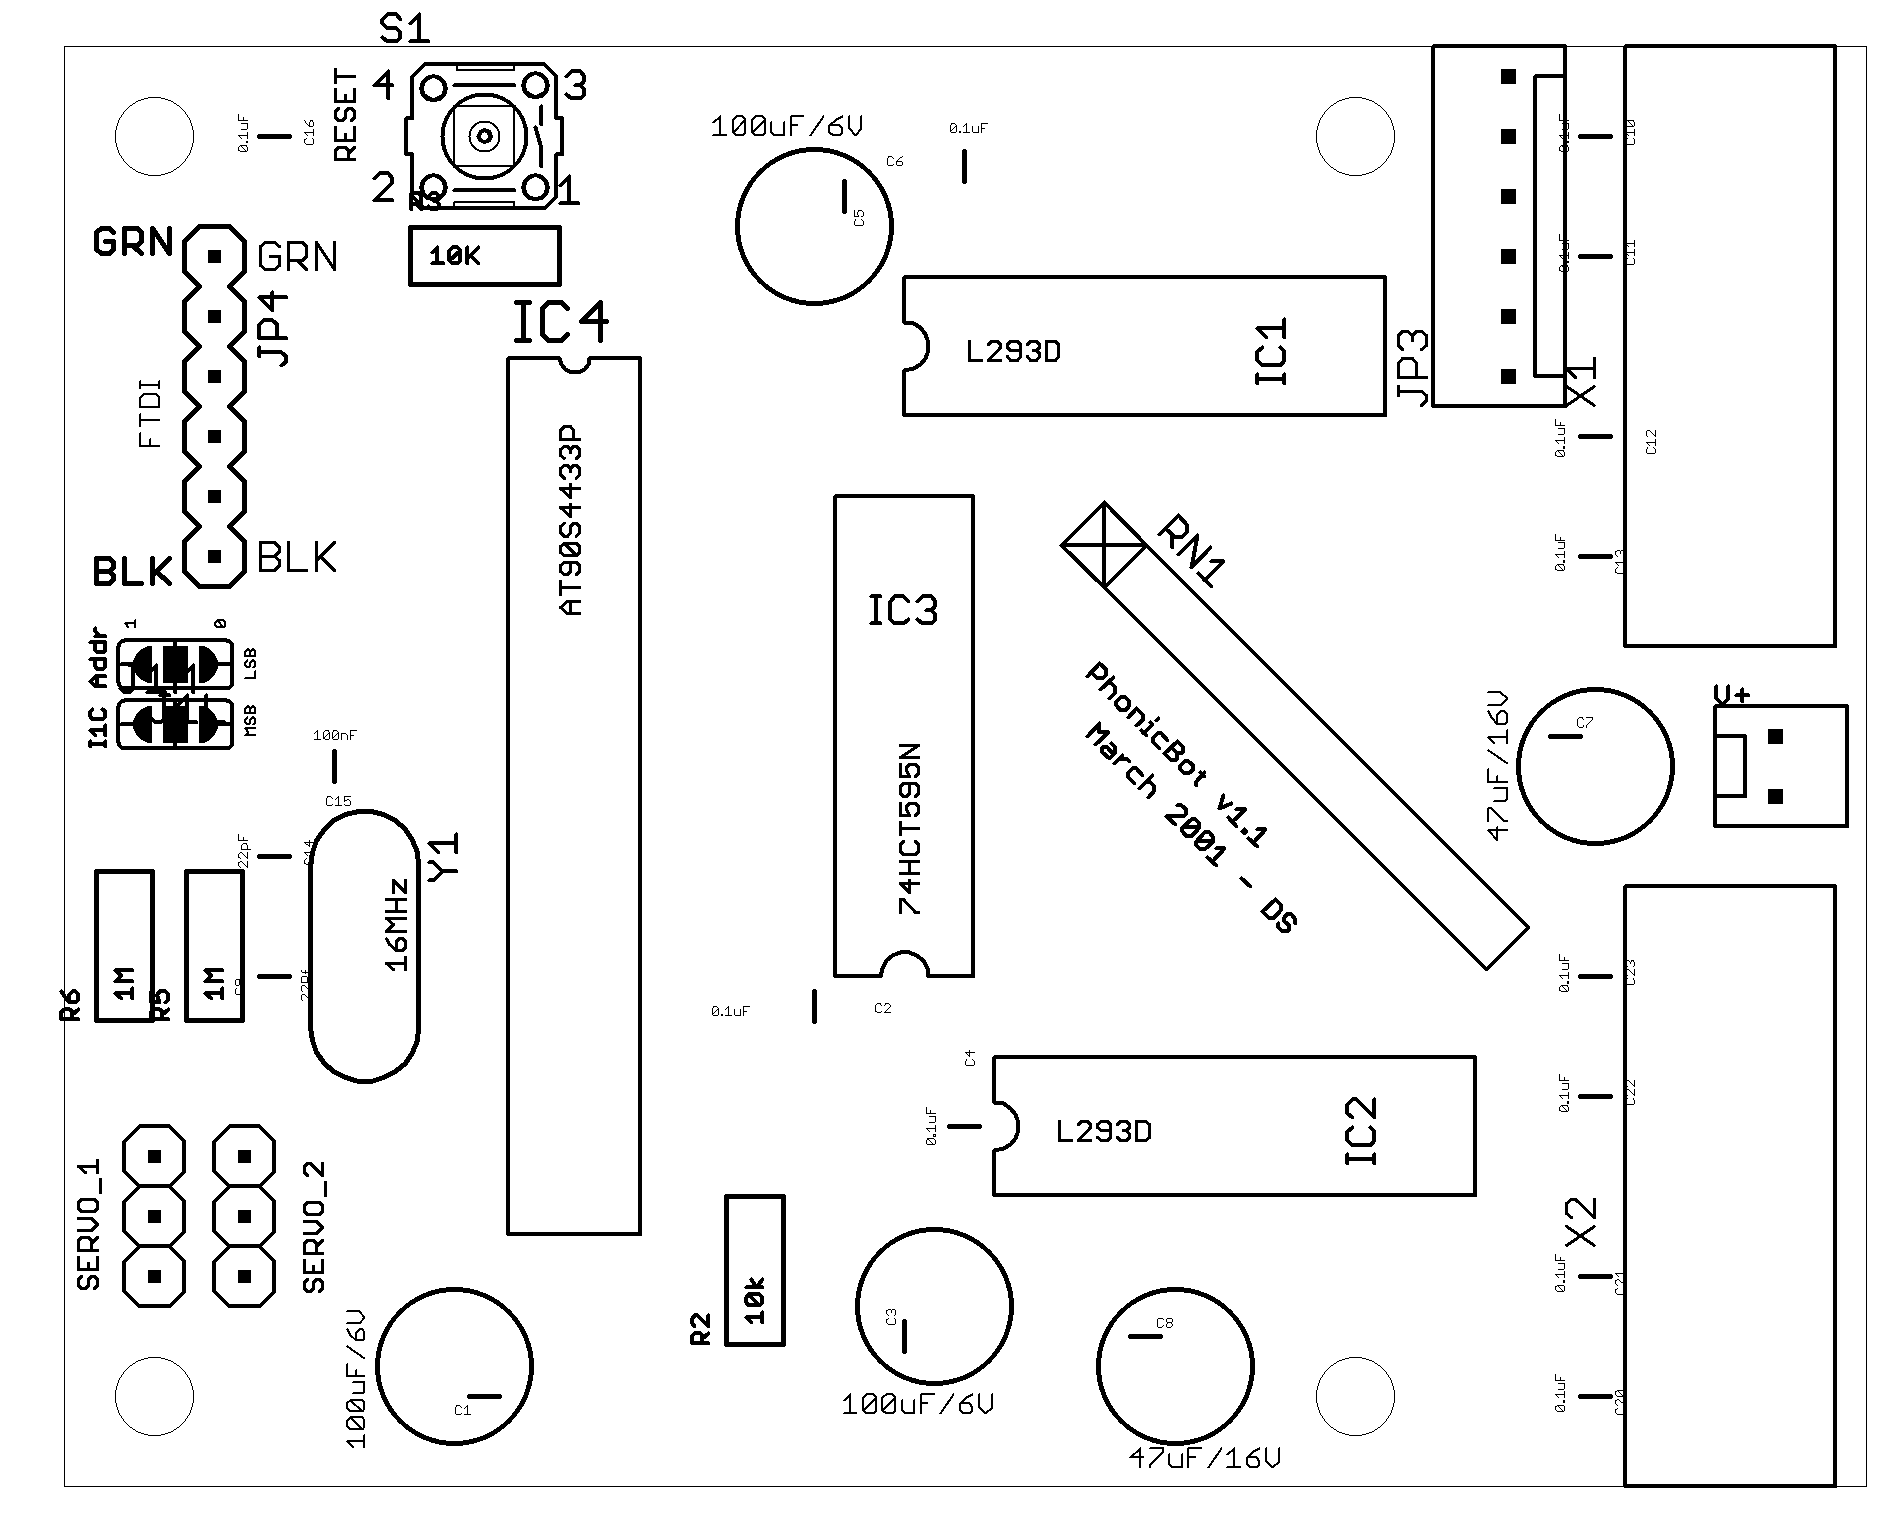 S1
4
3
2
1
RESET
0.1uF
C16
10K
GRN
GRN
JP4
FTDI
BLK
BLK
IC4
AT90S4433P
100uF/6V
C5
C6
0.1uF
L293D
IC1
JP3
X1
0.1uF
C10
0.1uF
C11
0.1uF
C12
0.1uF
C13
IC3
74HCT595N
RN1
PhonicBot v1.1
March 2001 - DS
I1C Addr
1
0
LSB
MSB
100nF
C15
22pF
C14
Y1
16MHz
R6
1M
R5
1M
C9
22Pf
47uF/16V
C7
V+
0.1uF
C2
C4
0.1uF
L293D
IC2
0.1uF
C23
0.1uF
C22
X2
0.1uF
C21
0.1uF
C20
SERVO_1
SERVO_2
100uF/6V
C1
R2
10k
C3
100uF/6V
C8
47uF/16V